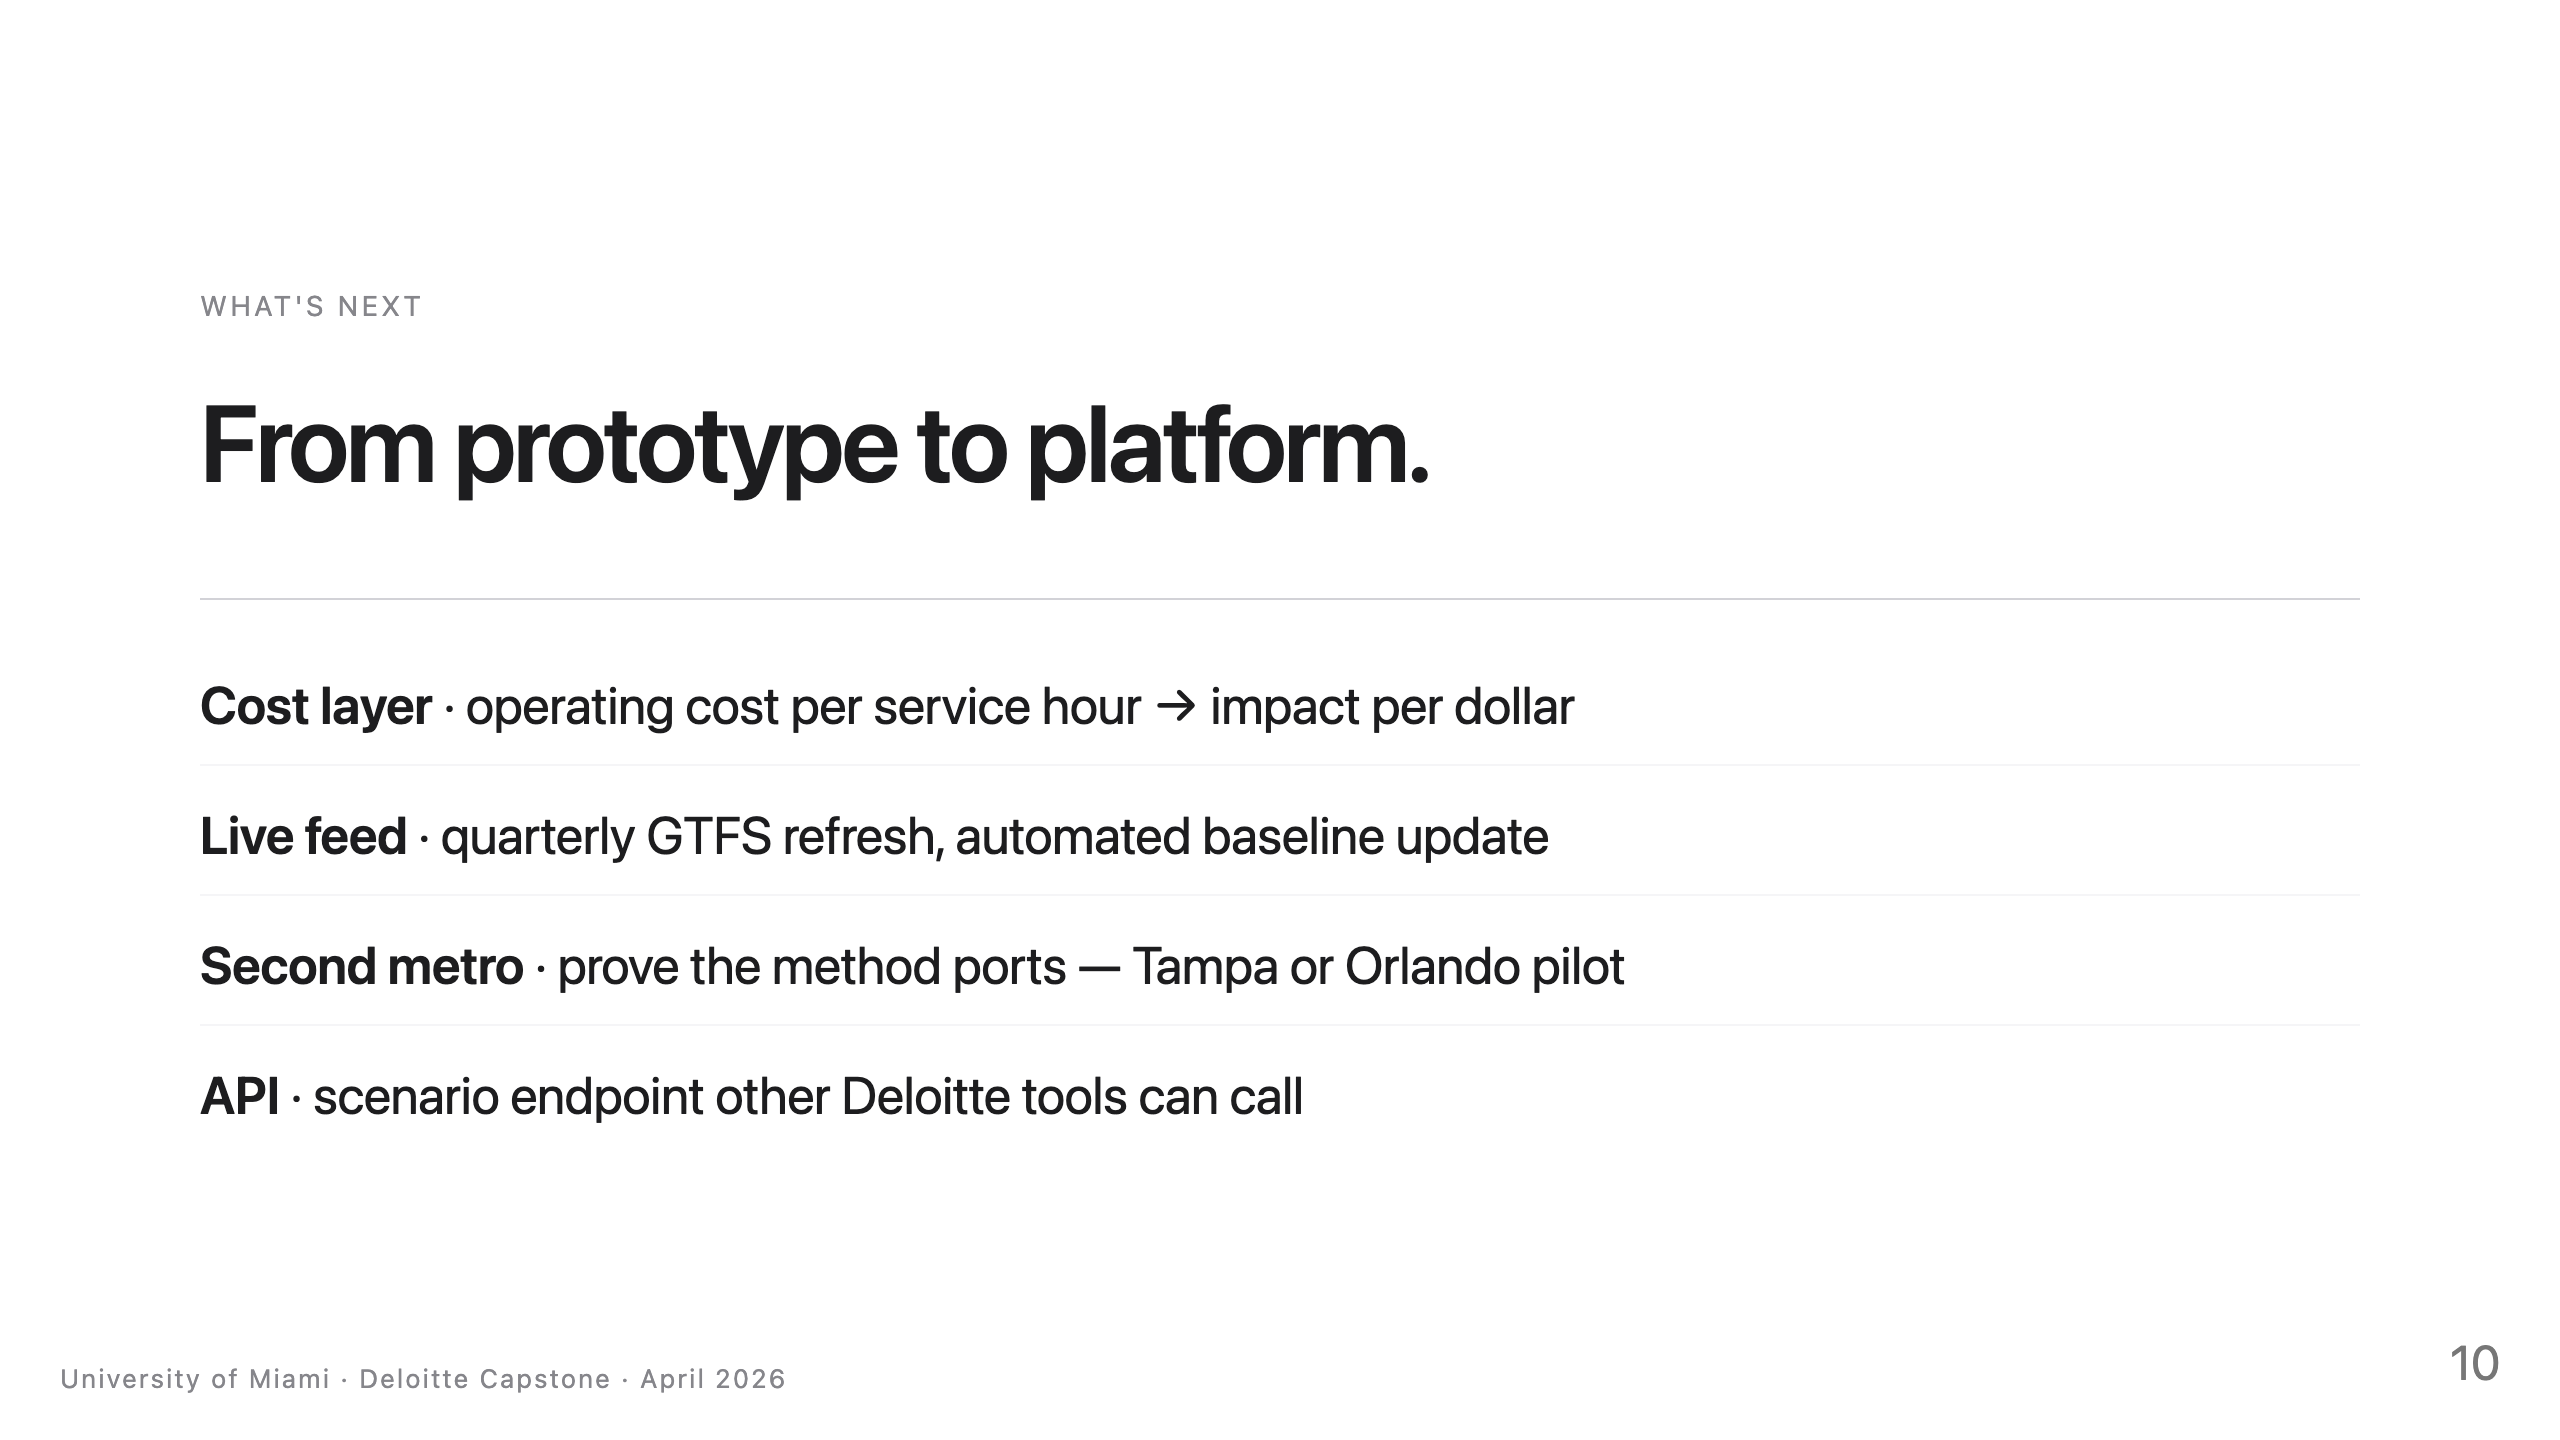 WHAT'S NEXT
From prototype to platform.
Cost layer · operating cost per service hour → impact per dollar
Live feed · quarterly GTFS refresh, automated baseline update
Second metro · prove the method ports — Tampa or Orlando pilot
API · scenario endpoint other Deloitte tools can call
University of Miami · Deloitte Capstone · April 2026
10